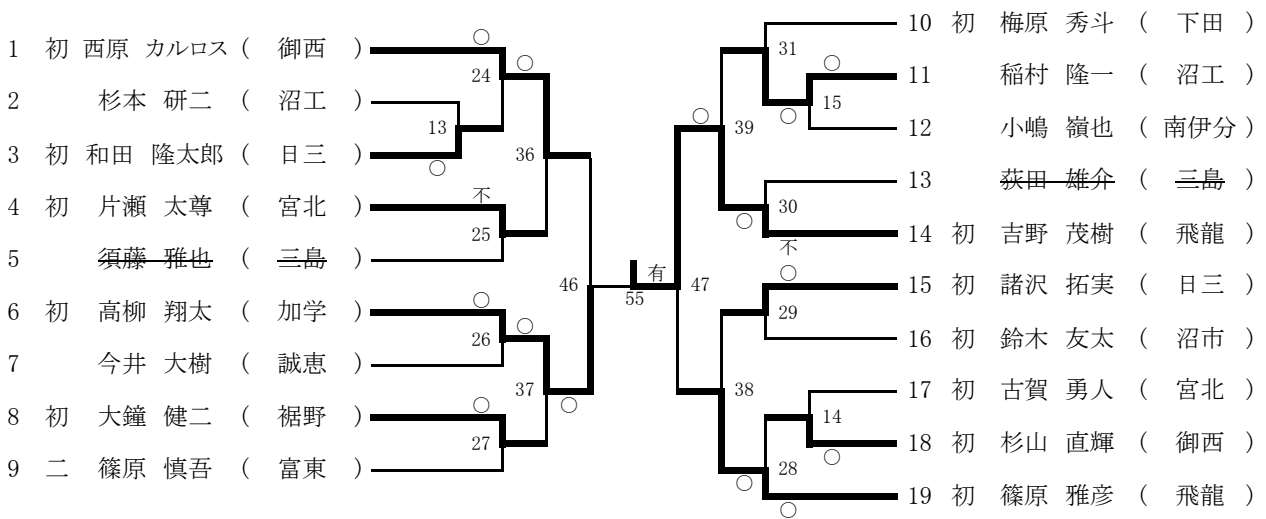 1 初 西原 カルロス ( 御西 )
2 杉本 研二 ( 沼工 )
3 初 和田 隆太郎 ( 日三 )
4 初 片瀬 太尊 ( 宮北 )
5 須藤 雅也 ( 三島 )
6 初 高柳 翔太 ( 加学 )
7 今井 大樹 ( 誠恵 )
8 初 大鐘 健二 ( 裾野 )
9 二 篠原 慎吾 ( 富東 )
○
24
○
13
○
36
不
25
46
○
26
○
37
○
○
27
有
55
47
○
39
31
○
15
○
30
○
不
○
29
38
14
○
28
○
○
10 初 梅原 秀斗 ( 下田 )
11 稲村 隆一 ( 沼工 )
12 小嶋 嶺也 ( 南伊分 )
13 荻田 雄介 ( 三島 )
14 初 吉野 茂樹 ( 飛龍 )
15 初 諸沢 拓実 ( 日三 )
16 初 鈴木 友太 ( 沼市 )
17 初 古賀 勇人 ( 宮北 )
18 初 杉山 直輝 ( 御西 )
19 初 篠原 雅彦 ( 飛龍 )